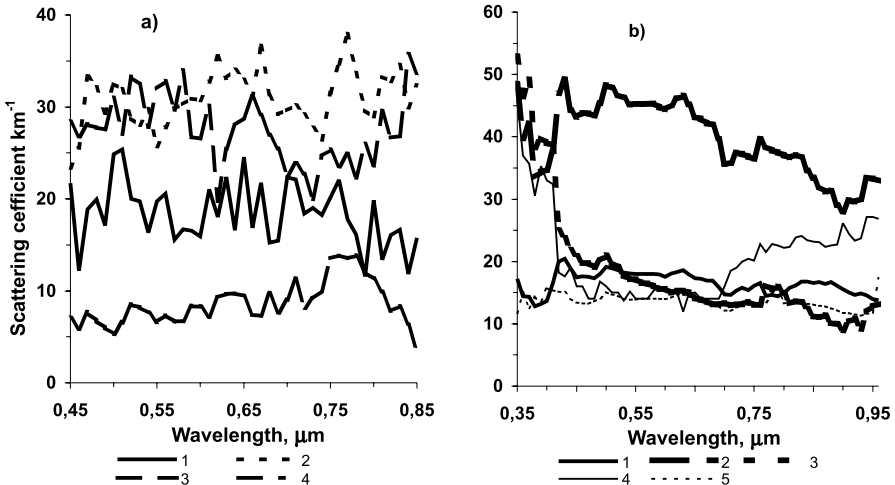 a)
Scattering cefficient km-1
40
30
20
10
0
0,45 0,55 0,65 0,75 0,85
Wavelength, μm
1 2
3 4
b)
60
50
40
30
20
10
0
0,35 0,55 0,75 0,95
Wavelength, μm
1 2 3
4 5